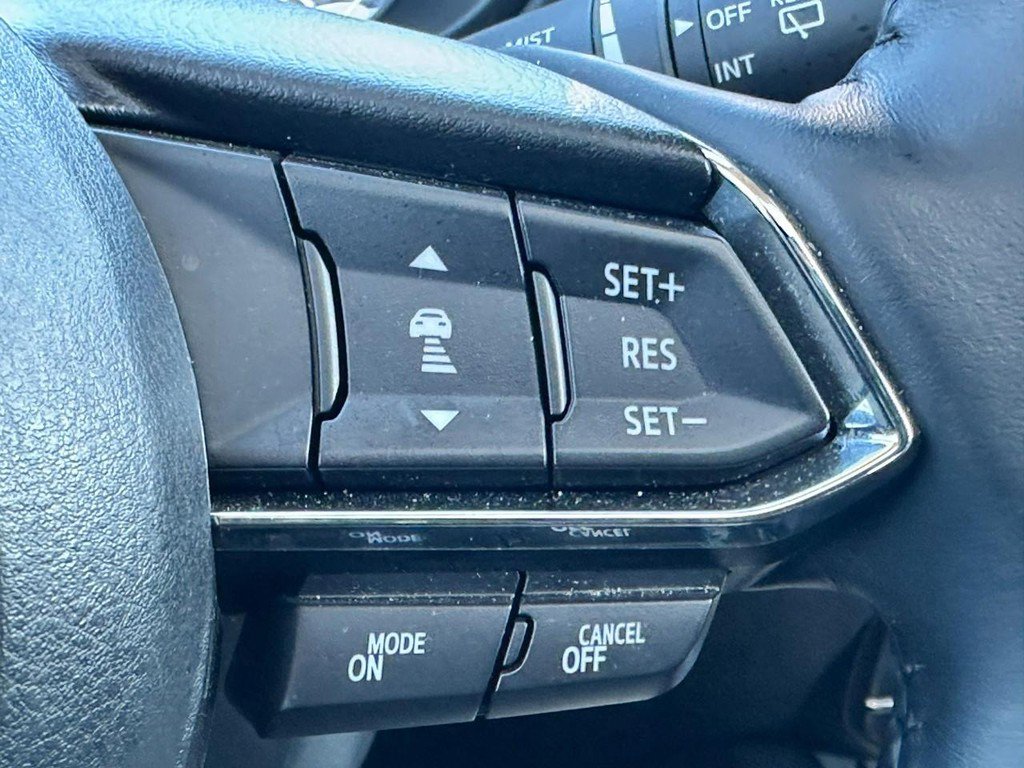 MIST
OFF
INT
SET+
RES
SET−
MODE
ON
CANCEL
OFF